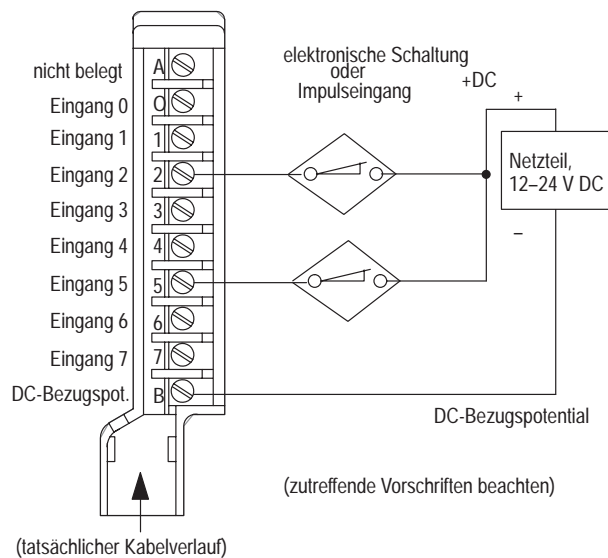 elektronische Schaltung
oder
Impulseingang
+DC
+
nicht belegt A
Eingang 0 O
Eingang 1 1
Eingang 2 2
Netzteil,
12–24 V DC
Eingang 3 3
–
Eingang 4 4
Eingang 5 5
Eingang 6 6
Eingang 7 7
DC-Bezugspot. B
DC-Bezugspotential
(zutreffende Vorschriften beachten)
(tatsächlicher Kabelverlauf)